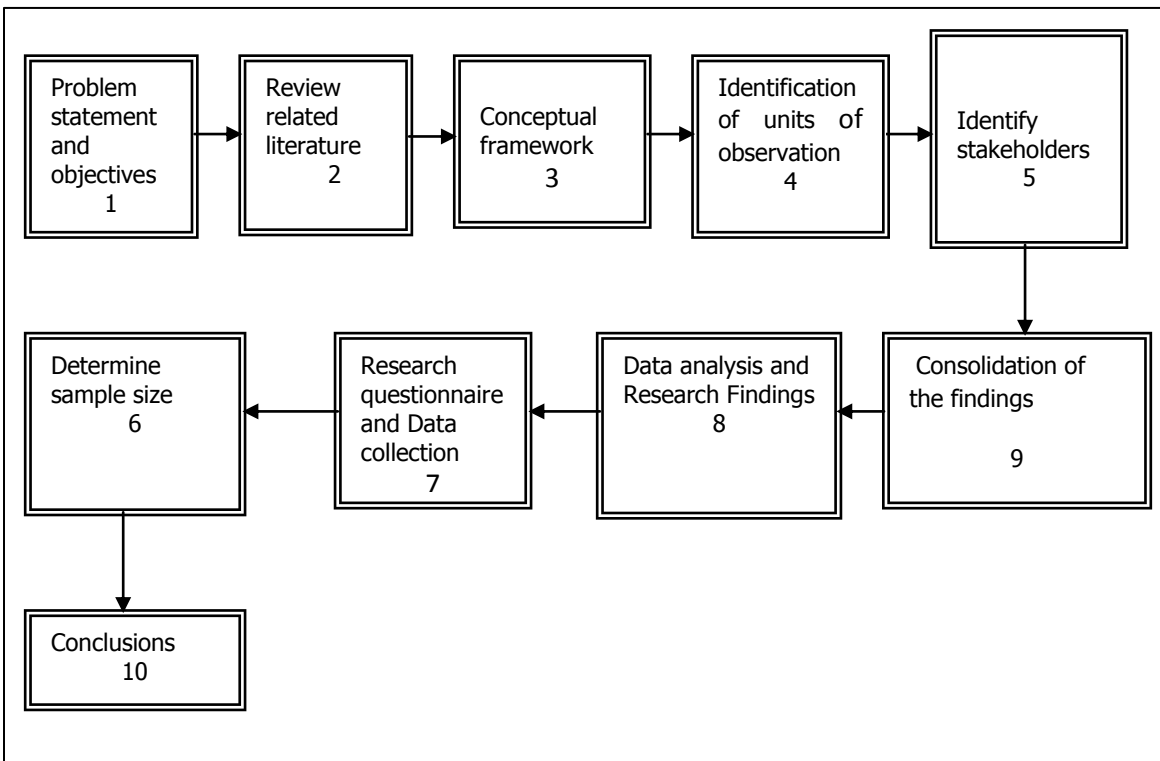 Problem
statement
and
objectives
1
Review
related
literature
2
Conceptual
framework
3
Identification
of units of
observation
4
Identify
stakeholders
5
Determine
sample size
6
Research
questionnaire
and Data
collection
7
Data analysis and
Research Findings
8
Consolidation of
the findings
9
Conclusions
10